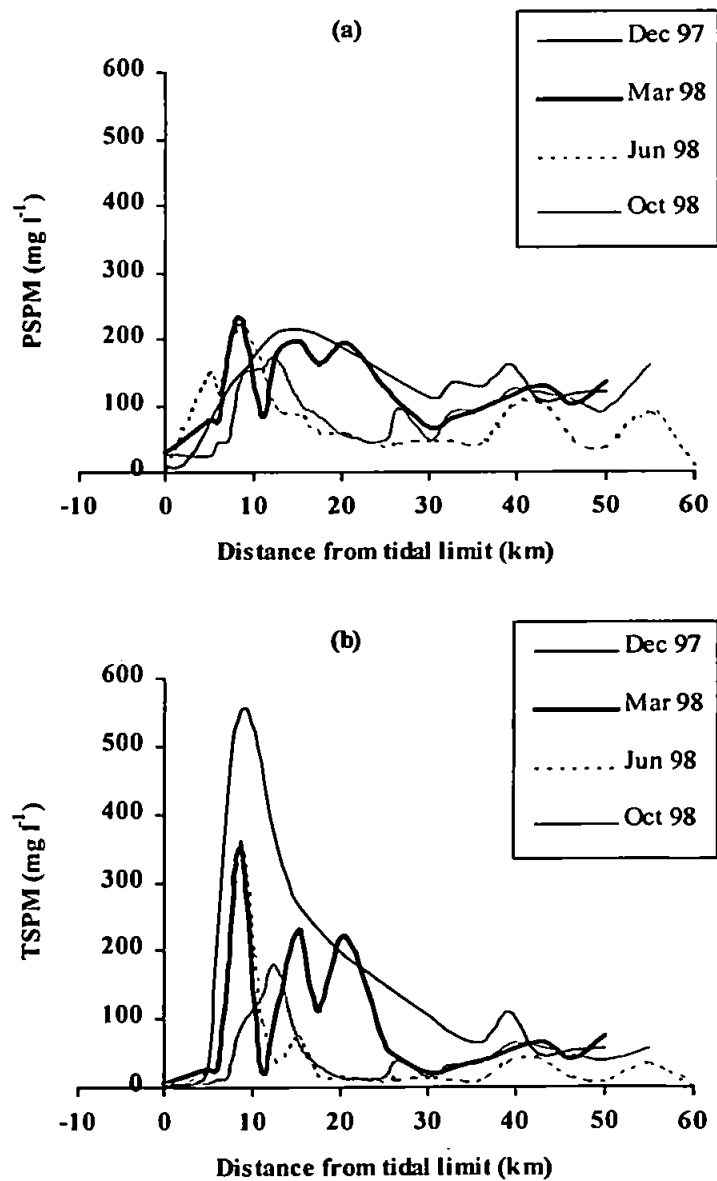 (a)
Dec 97
Mar 98
Jun 98
Oct 98
600
500
400
300
200
100
0
PSPM (mg l⁻¹)
-10 0 10 20 30 40 50 60
Distance from tidal limit (km)
(b)
Dec 97
Mar 98
Jun 98
Oct 98
600
500
400
300
200
100
0
TSPM (mg l⁻¹)
-10 0 10 20 30 40 50 60
Distance from tidal limit (km)